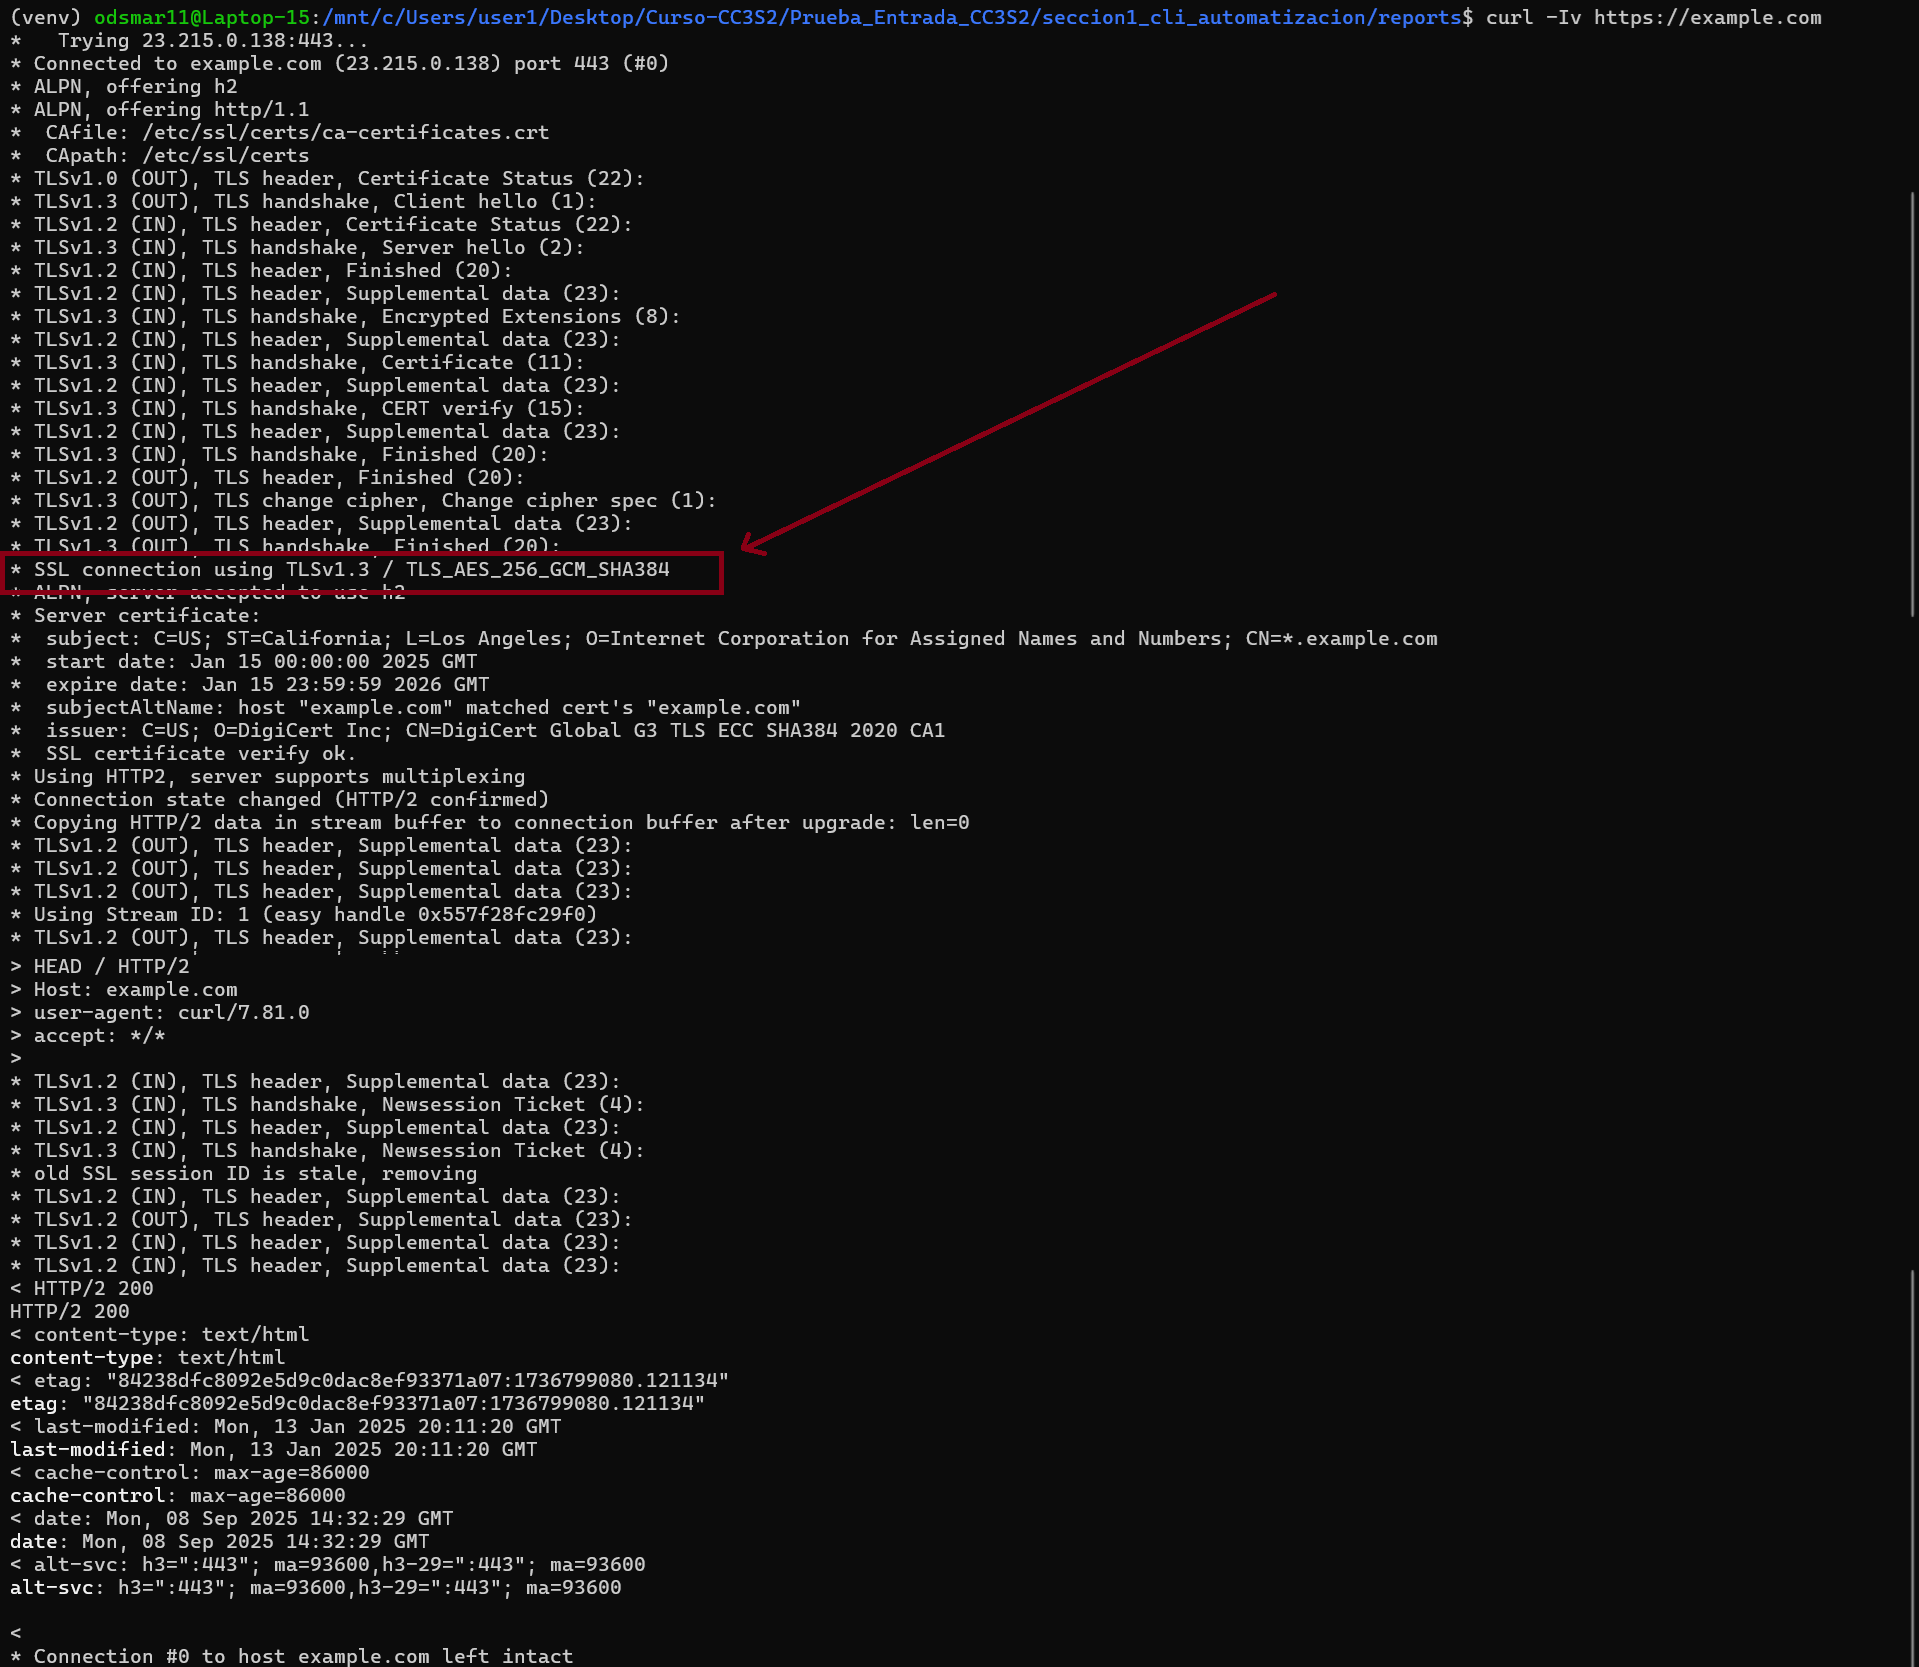 (venv) odsmar11@Laptop-15:/mnt/c/Users/user1/Desktop/Curso-CC3S2/Prueba_Entrada_CC3S2/seccion1_cli_automatizacion/reports$ curl -Iv https://example.com
*   Trying 23.215.0.138:443...
* Connected to example.com (23.215.0.138) port 443 (#0)
* ALPN, offering h2
* ALPN, offering http/1.1
*  CAfile: /etc/ssl/certs/ca-certificates.crt
*  CApath: /etc/ssl/certs
* TLSv1.0 (OUT), TLS header, Certificate Status (22):
* TLSv1.3 (OUT), TLS handshake, Client hello (1):
* TLSv1.2 (IN), TLS header, Certificate Status (22):
* TLSv1.3 (IN), TLS handshake, Server hello (2):
* TLSv1.2 (IN), TLS header, Finished (20):
* TLSv1.2 (IN), TLS header, Supplemental data (23):
* TLSv1.3 (IN), TLS handshake, Encrypted Extensions (8):
* TLSv1.2 (IN), TLS header, Supplemental data (23):
* TLSv1.3 (IN), TLS handshake, Certificate (11):
* TLSv1.2 (IN), TLS header, Supplemental data (23):
* TLSv1.3 (IN), TLS handshake, CERT verify (15):
* TLSv1.2 (IN), TLS header, Supplemental data (23):
* TLSv1.3 (IN), TLS handshake, Finished (20):
* TLSv1.2 (OUT), TLS header, Finished (20):
* TLSv1.3 (OUT), TLS change cipher, Change cipher spec (1):
* TLSv1.2 (OUT), TLS header, Supplemental data (23):
* TLSv1.3 (OUT), TLS handshake, Finished (20):
* SSL connection using TLSv1.3 / TLS_AES_256_GCM_SHA384
* ALPN, server accepted to use h2
* Server certificate:
*  subject: C=US; ST=California; L=Los Angeles; O=Internet Corporation for Assigned Names and Numbers; CN=*.example.com
*  start date: Jan 15 00:00:00 2025 GMT
*  expire date: Jan 15 23:59:59 2026 GMT
*  subjectAltName: host "example.com" matched cert's "example.com"
*  issuer: C=US; O=DigiCert Inc; CN=DigiCert Global G3 TLS ECC SHA384 2020 CA1
*  SSL certificate verify ok.
* Using HTTP2, server supports multiplexing
* Connection state changed (HTTP/2 confirmed)
* Copying HTTP/2 data in stream buffer to connection buffer after upgrade: len=0
* TLSv1.2 (OUT), TLS header, Supplemental data (23):
* TLSv1.2 (OUT), TLS header, Supplemental data (23):
* TLSv1.2 (OUT), TLS header, Supplemental data (23):
* Using Stream ID: 1 (easy handle 0x557f28fc29f0)
* TLSv1.2 (OUT), TLS header, Supplemental data (23):
> HEAD / HTTP/2
> Host: example.com
> user-agent: curl/7.81.0
> accept: */*
>
* TLSv1.2 (IN), TLS header, Supplemental data (23):
* TLSv1.3 (IN), TLS handshake, Newsession Ticket (4):
* TLSv1.2 (IN), TLS header, Supplemental data (23):
* TLSv1.3 (IN), TLS handshake, Newsession Ticket (4):
* old SSL session ID is stale, removing
* TLSv1.2 (IN), TLS header, Supplemental data (23):
* TLSv1.2 (OUT), TLS header, Supplemental data (23):
* TLSv1.2 (IN), TLS header, Supplemental data (23):
* TLSv1.2 (IN), TLS header, Supplemental data (23):
< HTTP/2 200
HTTP/2 200
< content-type: text/html
content-type: text/html
< etag: "84238dfc8092e5d9c0dac8ef93371a07:1736799080.121134"
etag: "84238dfc8092e5d9c0dac8ef93371a07:1736799080.121134"
< last-modified: Mon, 13 Jan 2025 20:11:20 GMT
last-modified: Mon, 13 Jan 2025 20:11:20 GMT
< cache-control: max-age=86000
cache-control: max-age=86000
< date: Mon, 08 Sep 2025 14:32:29 GMT
date: Mon, 08 Sep 2025 14:32:29 GMT
< alt-svc: h3=":443"; ma=93600,h3-29=":443"; ma=93600
alt-svc: h3=":443"; ma=93600,h3-29=":443"; ma=93600
<
* Connection #0 to host example.com left intact